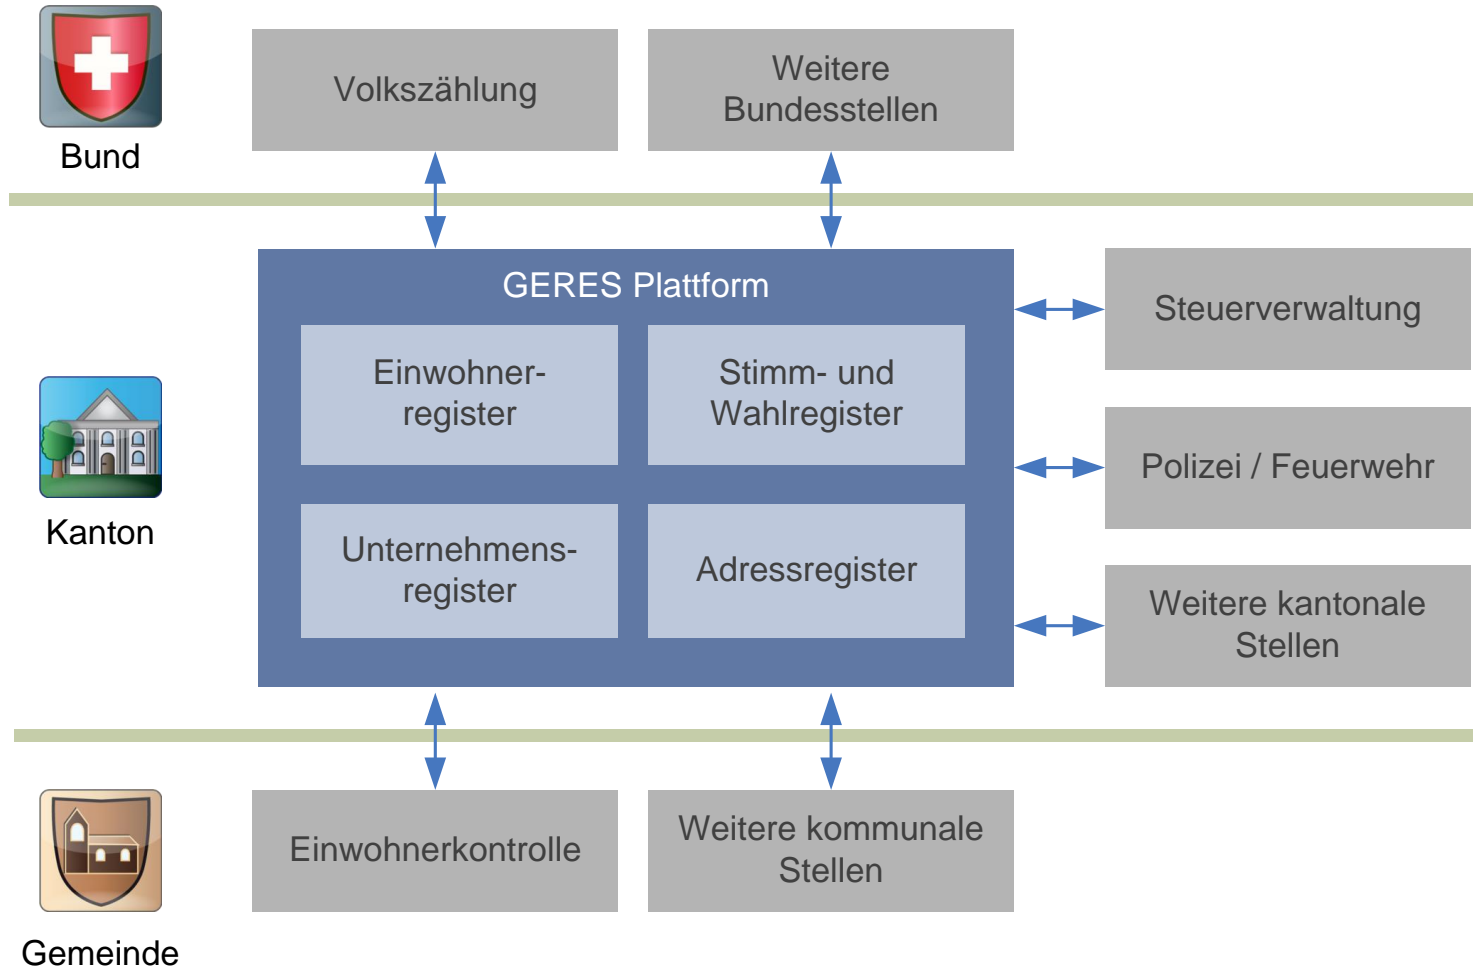 Bund
Volkszählung
Weitere
Bundesstellen
GERES Plattform
Einwohner-
register
Stimm- und
Wahlregister
Unternehmens-
register
Adressregister
Steuerverwaltung
Polizei / Feuerwehr
Weitere kantonale
Stellen
Kanton
Einwohnerkontrolle
Weitere kommunale
Stellen
Gemeinde